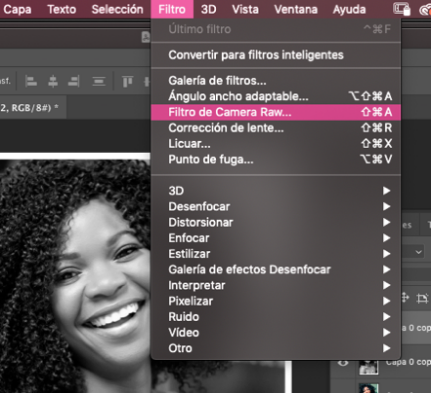 Capa Texto Selección Filtro 3D Vista Ventana Ayuda
Último filtro ^⌘F
Convertir para filtros inteligentes
Galería de filtros...
Ángulo ancho adaptable... ⌥⇧⌘A
Filtro de Camera Raw... ⇧⌘A
Corrección de lente... ⇧⌘R
Licuar... ⇧⌘X
Punto de fuga... ⌥⌘V
3D
Desenfocar
Distorsionar
Enfocar
Estilizar
Galería de efectos Desenfocar
Interpretar
Pixelizar
Ruido
Vídeo
Otro
sf.
2, RGB/8#) *
es
a 0 cop
Capa 0 cop